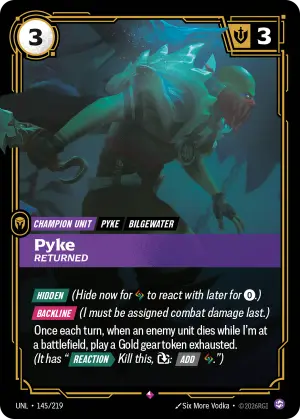 3
3
CHAMPION UNIT PYKE BILGEWATER
Pyke
RETURNED
HIDDEN (Hide now for to react with later for 0.)
BACKLINE (I must be assigned combat damage last.)
Once each turn, when an enemy unit dies while I'm at
a battlefield, play a Gold gear token exhausted.
(It has “ REACTION Kill this, : ADD .”)
UNL • 145/219
Six More Vodka ©2026RGI